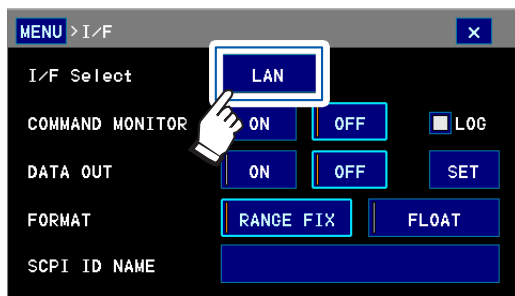 MENU >I/F ×
I/F Select LAN
COMMAND MONITOR ON OFF LOG
DATA OUT ON OFF SET
FORMAT RANGE FIX FLOAT
SCPI ID NAME